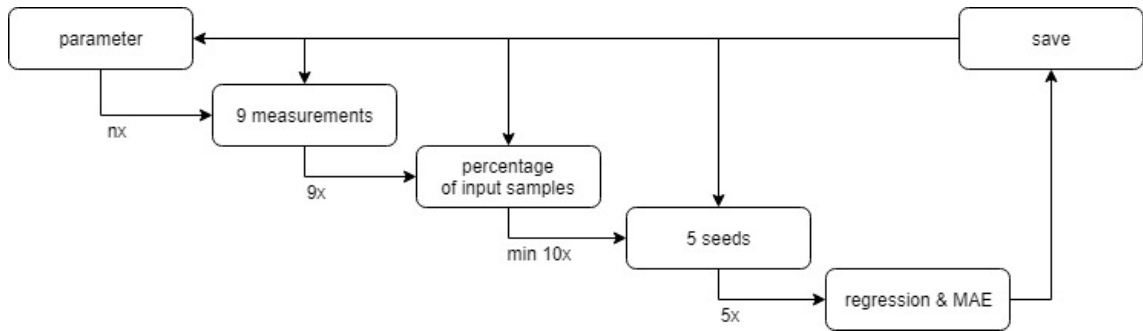 parameter
save
nx
9 measurements
9x
percentage
of input samples
min 10x
5 seeds
5x
regression & MAE